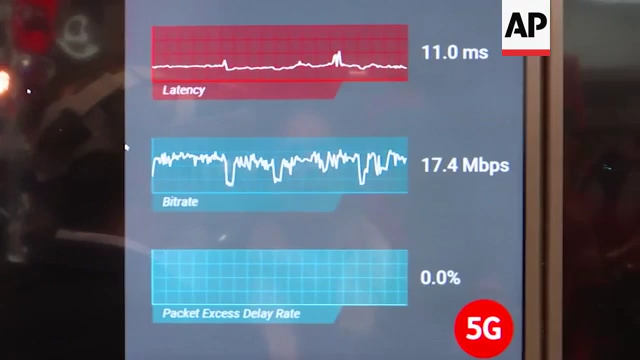 AP
11.0 ms
Latency
17.4 Mbps
Bitrate
0.0%
Packet Excess Delay Rate
5G